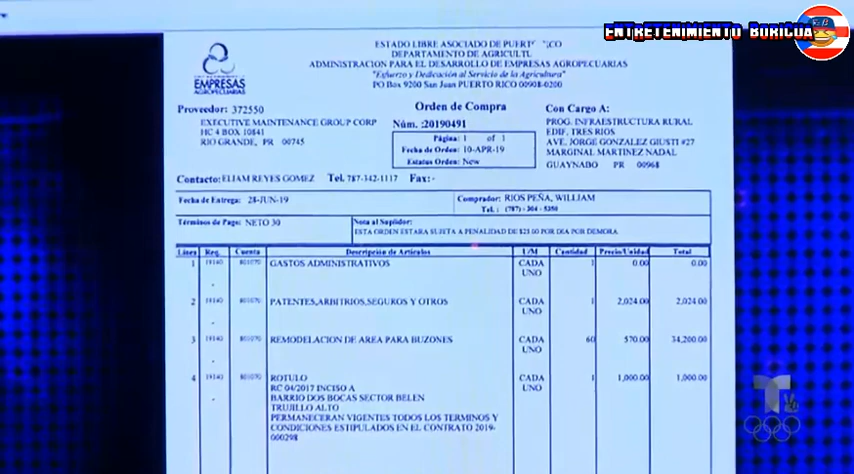 ENTRETENIMIENTO BORICUA
ESTADO LIBRE ASOCIADO DE PUERT CO
DEPARTAMENTO DE AGRICULTU
ADMINISTRACION PARA EL DESARROLLO DE EMPRESAS AGROPECUARIAS
"Esfuerzo y Dedicación al Servicio de la Agricultura"
PO Box 9200 San Juan PUERTO RICO 00908-0200
EMPRESAS
AGROPECUARIAS
Proveedor: 372550
EXECUTIVE MAINTENANCE GROUP CORP
HC 4 BOX 10841
RIO GRANDE, PR 00745
Orden de Compra
Núm. :20190491
Página: 1 of 1
Fecha de Orden: 10-APR-19
Estatus Orden: New
Con Cargo A:
PROG. INFRAESTRUCTURA RURAL
EDIF. TRES RIOS
AVE. JORGE GONZALEZ GIUSTI #27
MARGINAL MARTINEZ NADAL
GUAYNABO PR 00968
Contacto: ELIAM REYES GOMEZ Tel. 787-342-1117 Fax:-
Fecha de Entrega: 28-JUN-19
Comprador: RIOS PEÑA, WILLIAM
Tel. : (787) - 304 - 5350
Términos de Pago: NETO 30
Nota al Suplidor:
ESTA ORDEN ESTARA SUJETA A PENALIDAD DE $25.00 POR DIA POR DEMORA
Línea Req. Cuenta Descripción de Artículos U/M Cantidad Precio/Unidad Total
1 19140 801070 GASTOS ADMINISTRATIVOS CADA UNO 1 0.00 0.00
2 19140 801070 PATENTES,ARBITRIOS,SEGUROS Y OTROS CADA UNO 1 2,024.00 2,024.00
3 19140 801070 REMODELACION DE AREA PARA BUZONES CADA UNO 60 570.00 34,200.00
4 19140 801070 ROTULO CADA UNO 1 1,000.00 1,000.00
RC 04/2017 INCISO A
BARRIO DOS BOCAS SECTOR BELEN
TRUJILLO ALTO
PERMANECERAN VIGENTES TODOS LOS TERMINOS Y
CONDICIONES ESTIPULADOS EN EL CONTRATO 2019-
000298